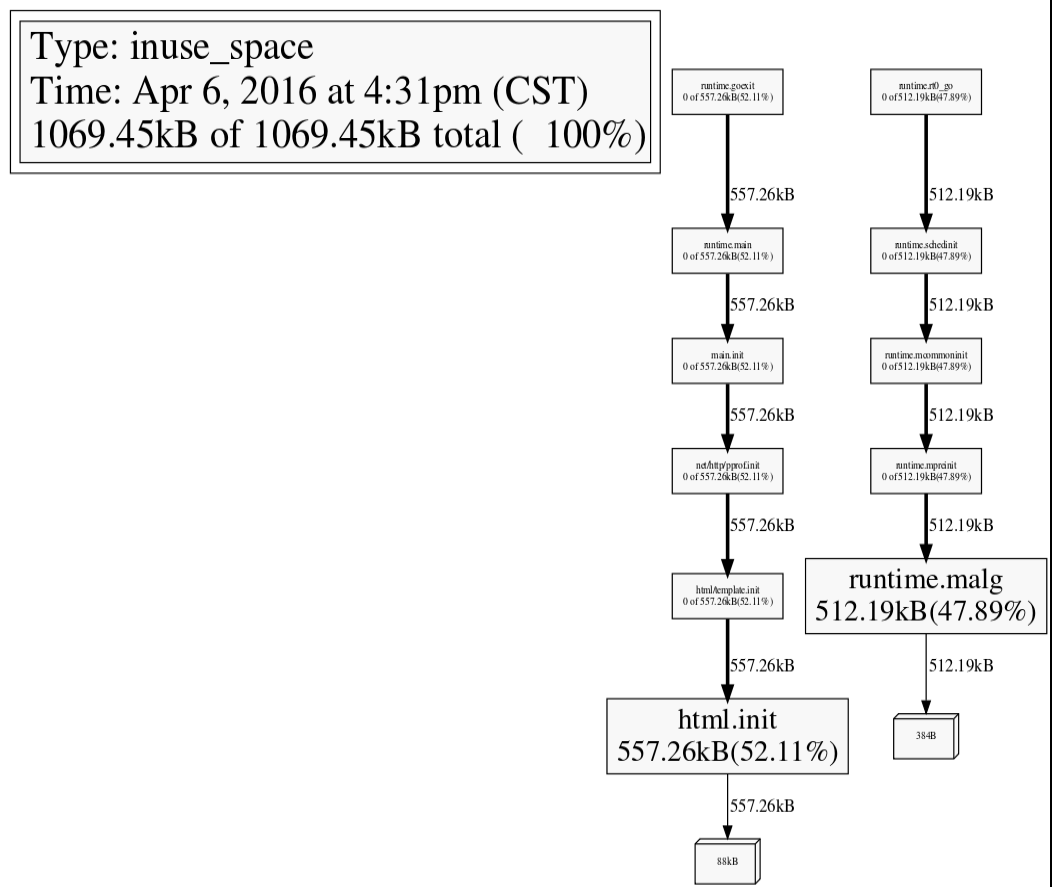 Type: inuse_space
Time: Apr 6, 2016 at 4:31pm (CST)
1069.45kB of 1069.45kB total ( 100%)
runtime.goexit
0 of 557.26kB(52.11%)
557.26kB
runtime.main
0 of 557.26kB(52.11%)
557.26kB
main.init
0 of 557.26kB(52.11%)
557.26kB
net/http/pprof.init
0 of 557.26kB(52.11%)
557.26kB
html/template.init
0 of 557.26kB(52.11%)
557.26kB
html.init
557.26kB(52.11%)
557.26kB
88kB
runtime.rt0_go
0 of 512.19kB(47.89%)
512.19kB
runtime.schedinit
0 of 512.19kB(47.89%)
512.19kB
runtime.mcommoninit
0 of 512.19kB(47.89%)
512.19kB
runtime.mpreinit
0 of 512.19kB(47.89%)
512.19kB
runtime.malg
512.19kB(47.89%)
512.19kB
384B